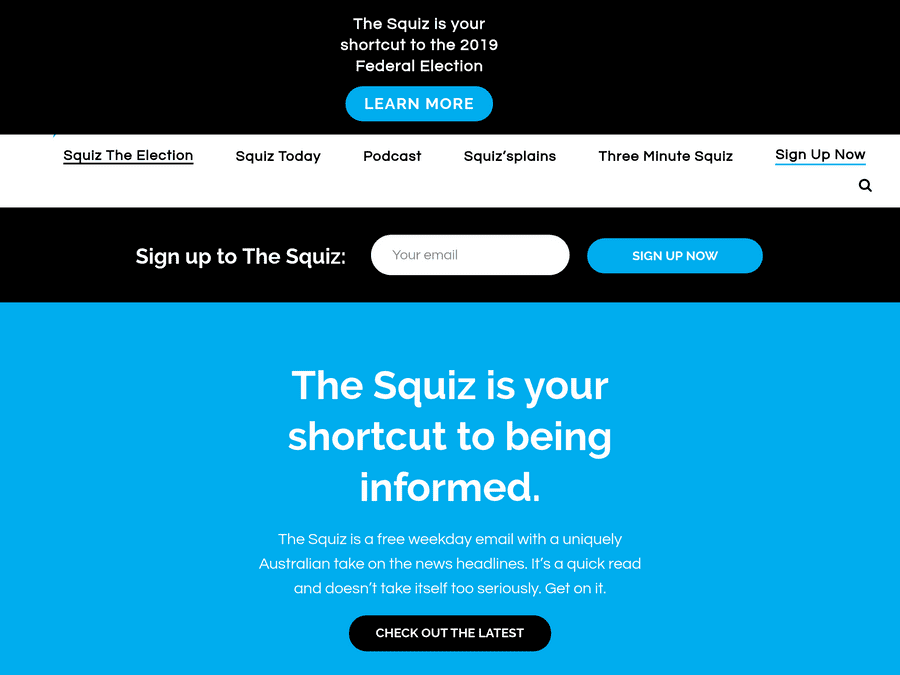 The Squiz is your
shortcut to the 2019
Federal Election
LEARN MORE
Squiz The Election
Squiz Today
Podcast
Squiz’splains
Three Minute Squiz
Sign Up Now
Sign up to The Squiz:
Your email
SIGN UP NOW
The Squiz is your
shortcut to being
informed.
The Squiz is a free weekday email with a uniquely
Australian take on the news headlines. It’s a quick read
and doesn’t take itself too seriously. Get on it.
CHECK OUT THE LATEST